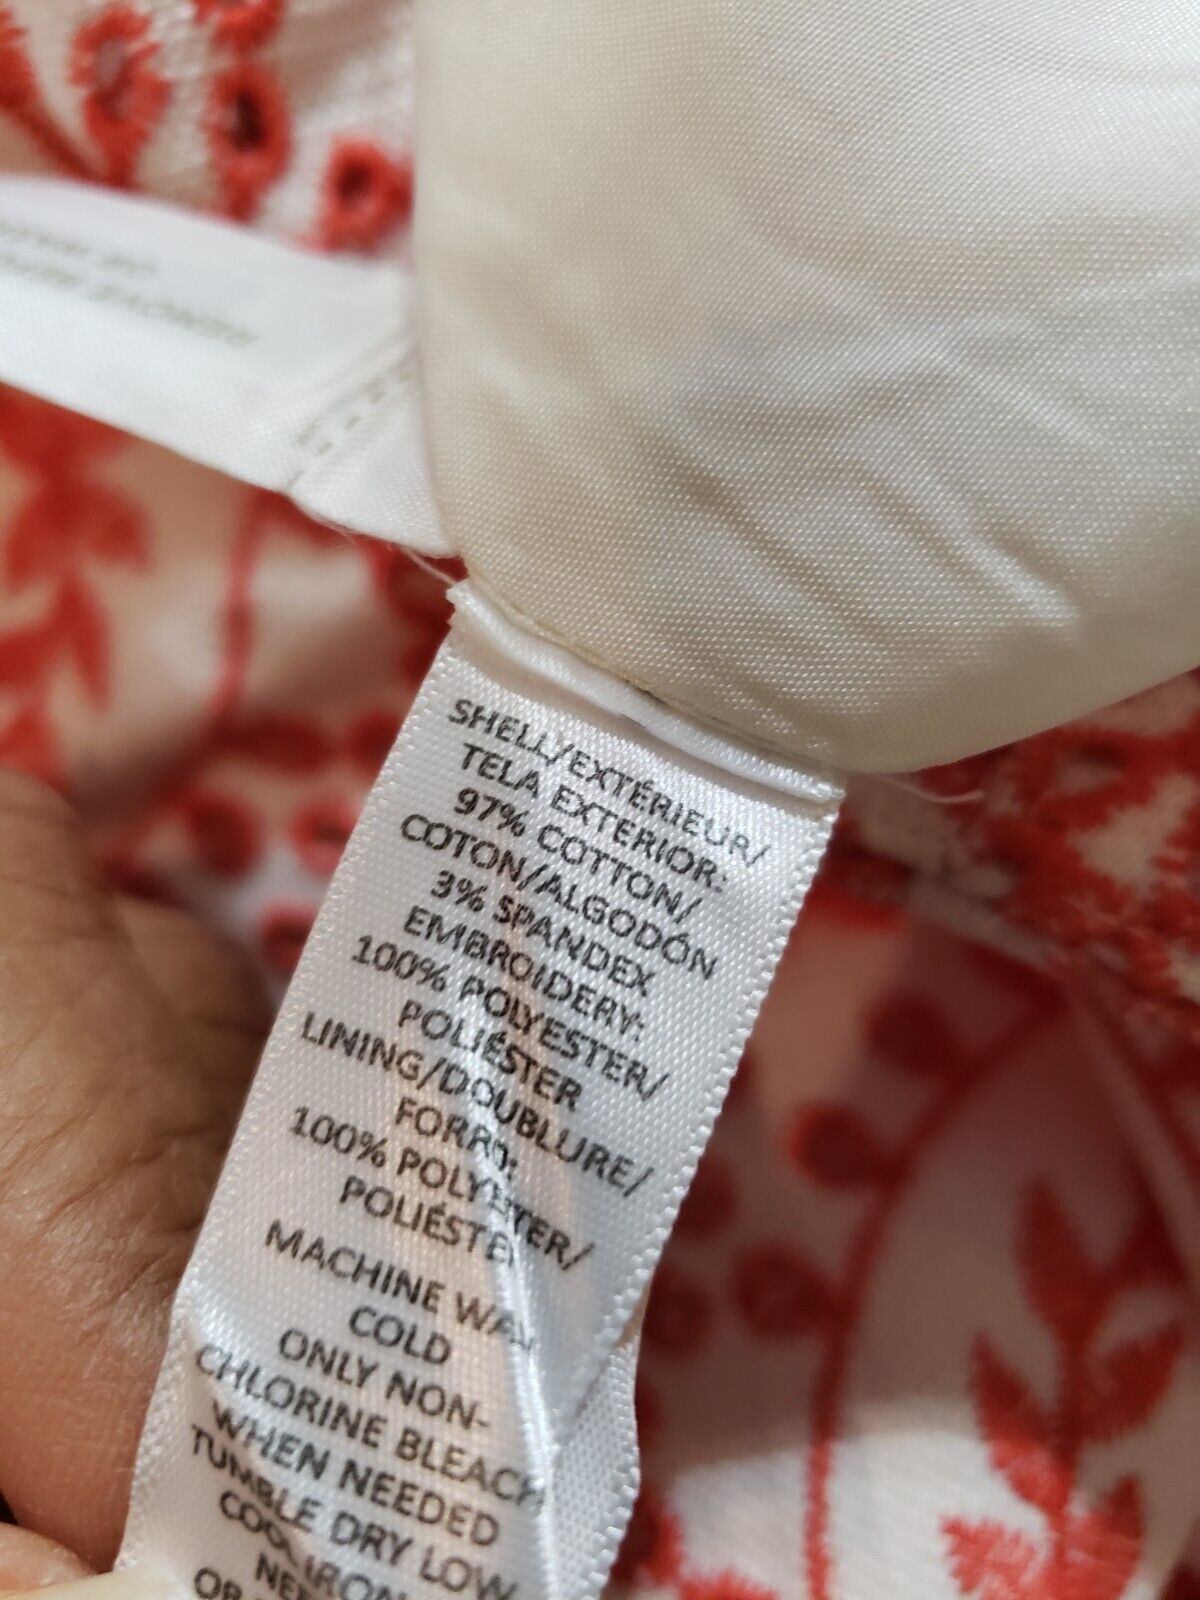 SHELL/EXTÉRIEUR/
TELA EXTERIOR:
97% COTTON/
COTON/ALGODÓN
3% SPANDEX
EMBROIDERY:
100% POLYESTER/
POLIÉSTER
LINING/DOUBLURE/
FORRO:
100% POLYESTER/
POLIÉSTER
MACHINE
COLD
ONLY NON-
CHLORINE BLEACH
WHEN NEEDED
TUMBLE DRY LOW
COOL IRON
REMOVE